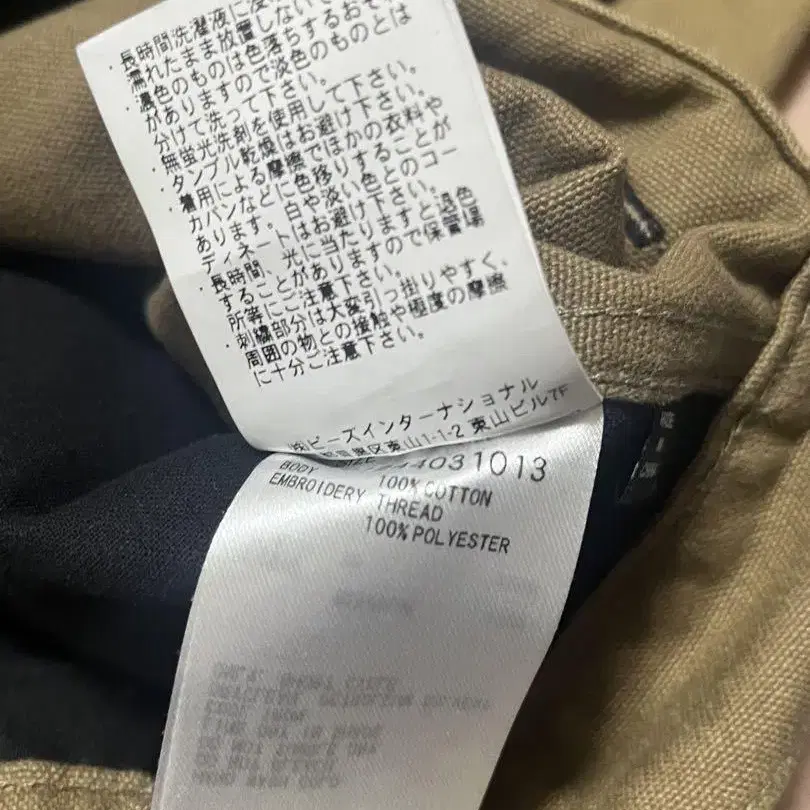 ・長時間洗濯液に
濡れたまま放置しない
・濃色のものは色落ちするおそ
がありますので淡色のものとは
分けて洗って下さい。
・無蛍光洗剤を使用して下さい。
・タンブル乾燥はお避け下さい。
・着用による摩擦でほかの衣料や
カバンなどに色移りすることが
あります。白や淡い色とのコー
ディネートはお避け下さい。
・長時間、光に当たりますと退色
することがありますので保管場
所等にご注意下さい。
・刺繍部分は大変引っ掛りやすく、
周囲の物との接触や極度の摩擦
に十分ご注意下さい。
㈱ビーズインターナショナル
区東山1-1-2 東山ビル7F
4031013
BODY
100% COTTON
EMBROIDERY THREAD
100% POLYESTER